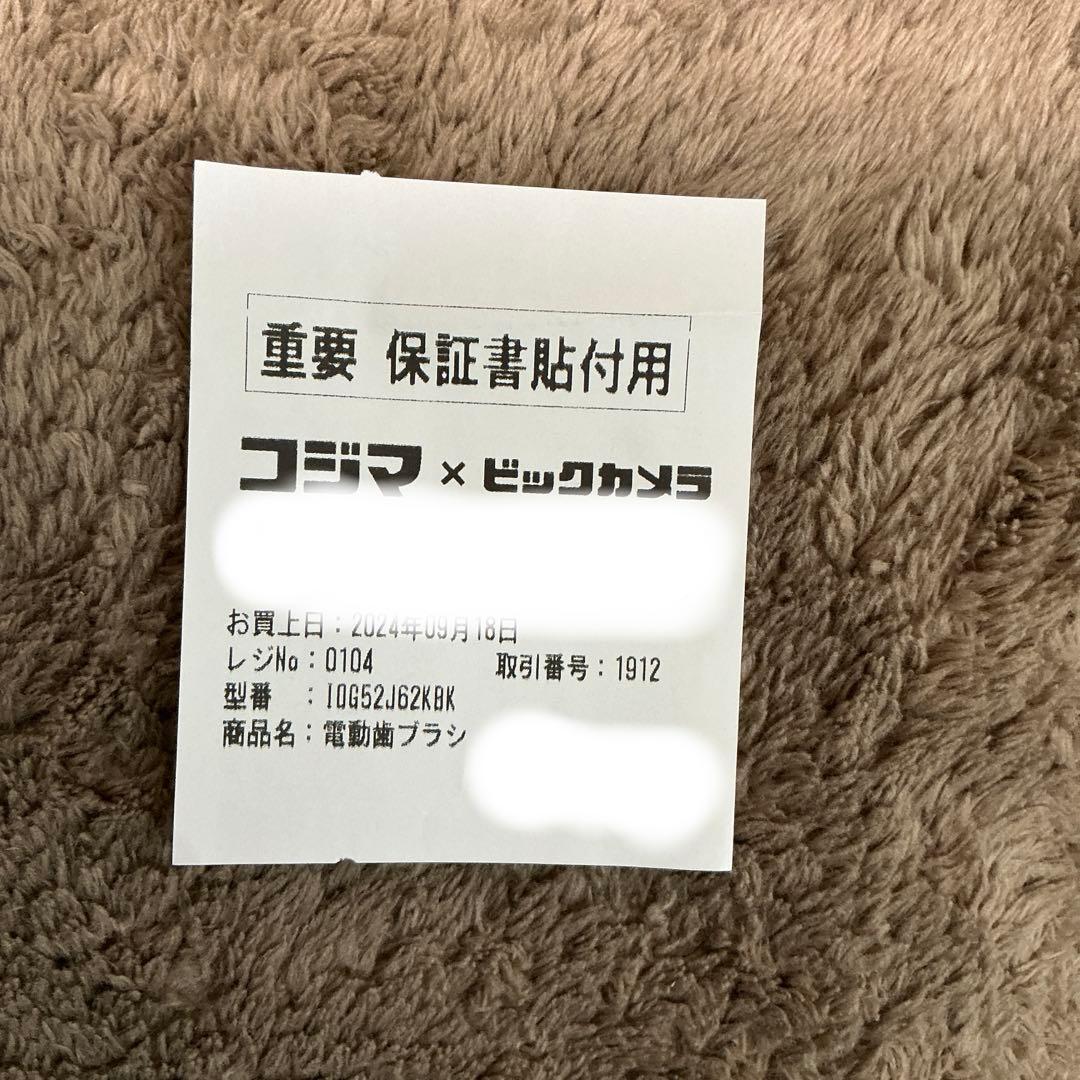 重要 保証書貼付用
コジマ × ビックカメラ
お買上日：2024年09月18日
レジNo：0104 取引番号：1912
型番 ：IOG52J62KBK
商品名：電動歯ブラシ